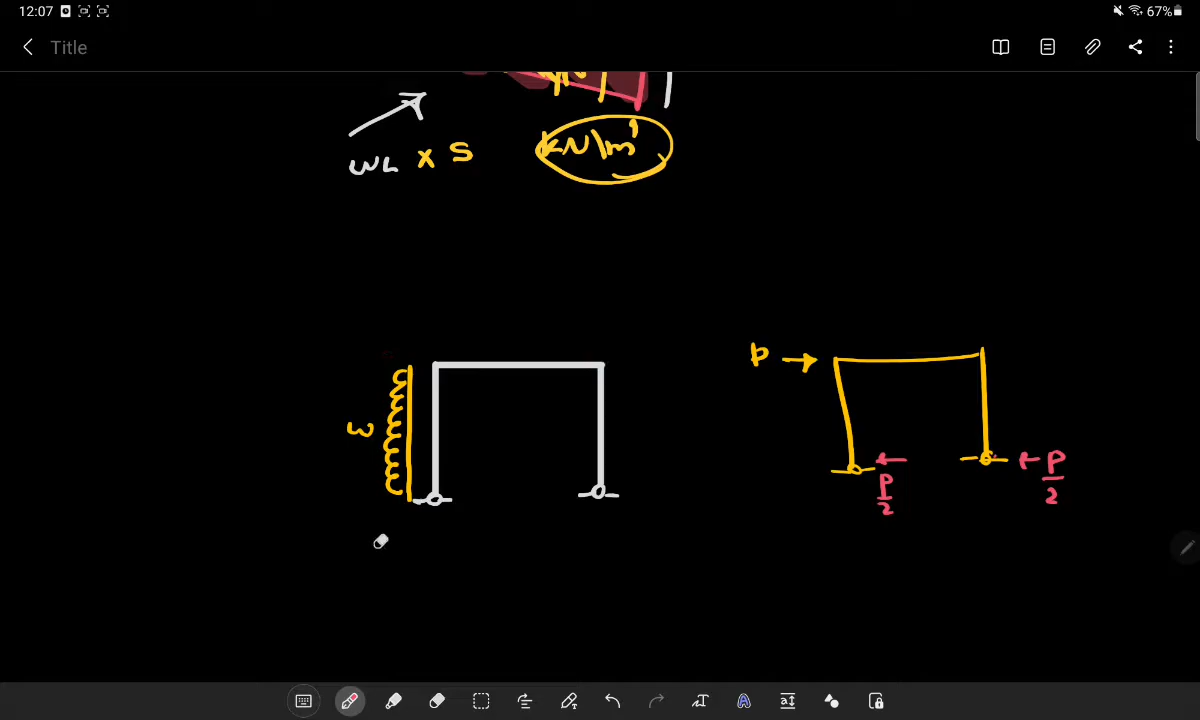 12:07
67%
Title
WL x S
kN/m'
ω
P
P/2
P/2